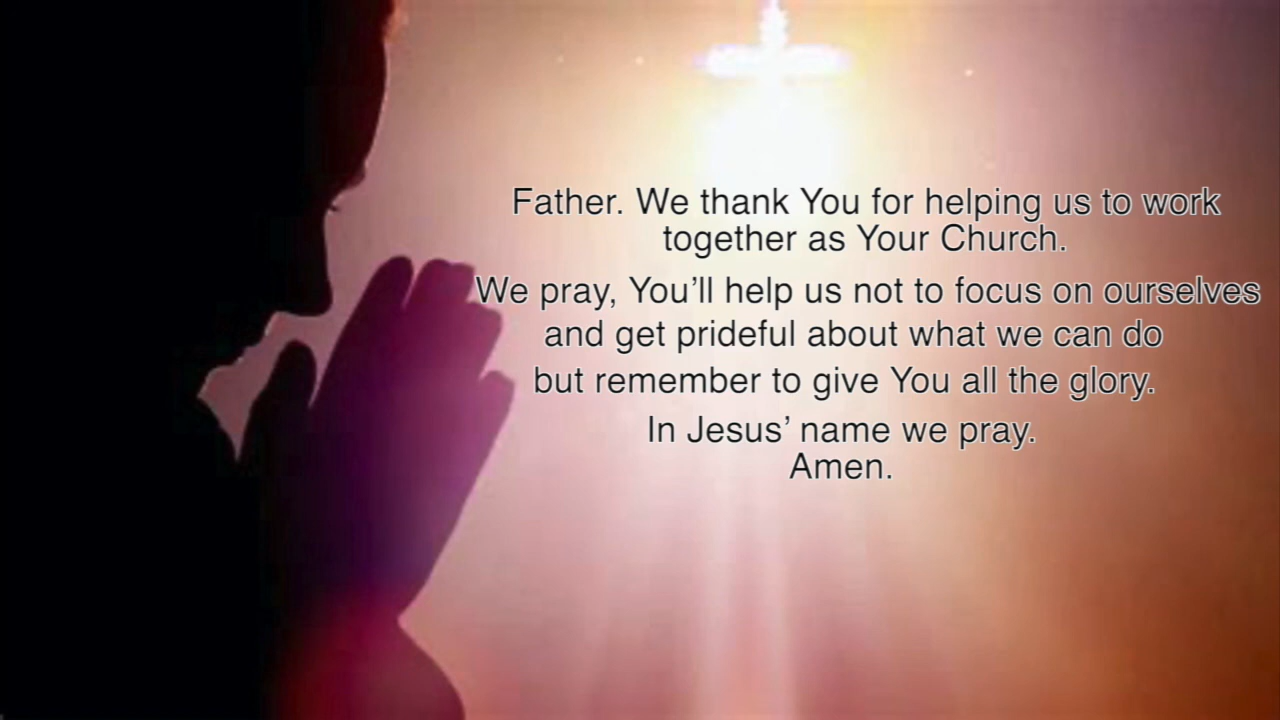 Father. We thank You for helping us to work
together as Your Church.
We pray, You’ll help us not to focus on ourselves
and get prideful about what we can do
but remember to give You all the glory.
In Jesus’ name we pray.
Amen.